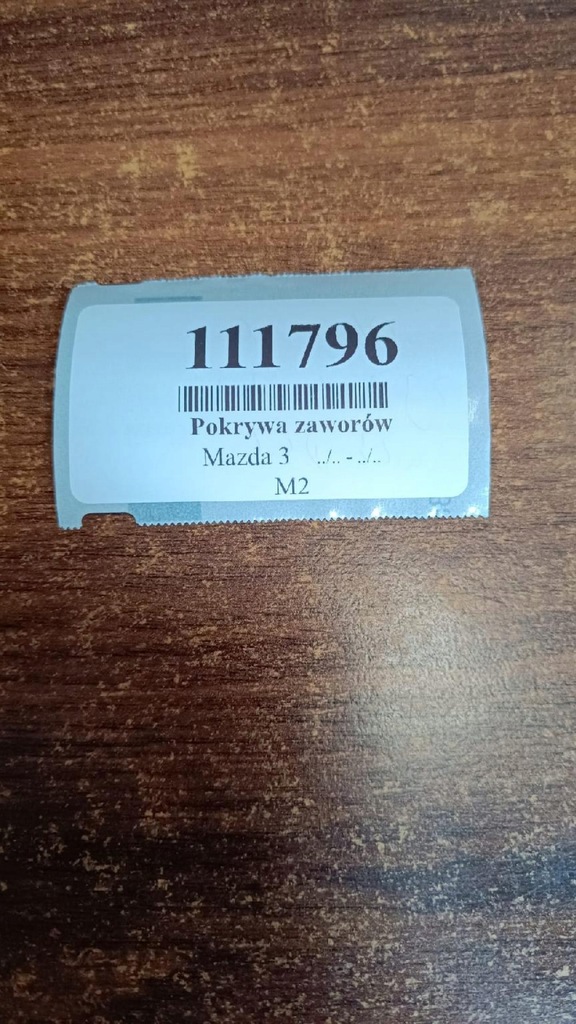 111796
Pokrywa zaworów
Mazda 3 ../.. - ../..
M2